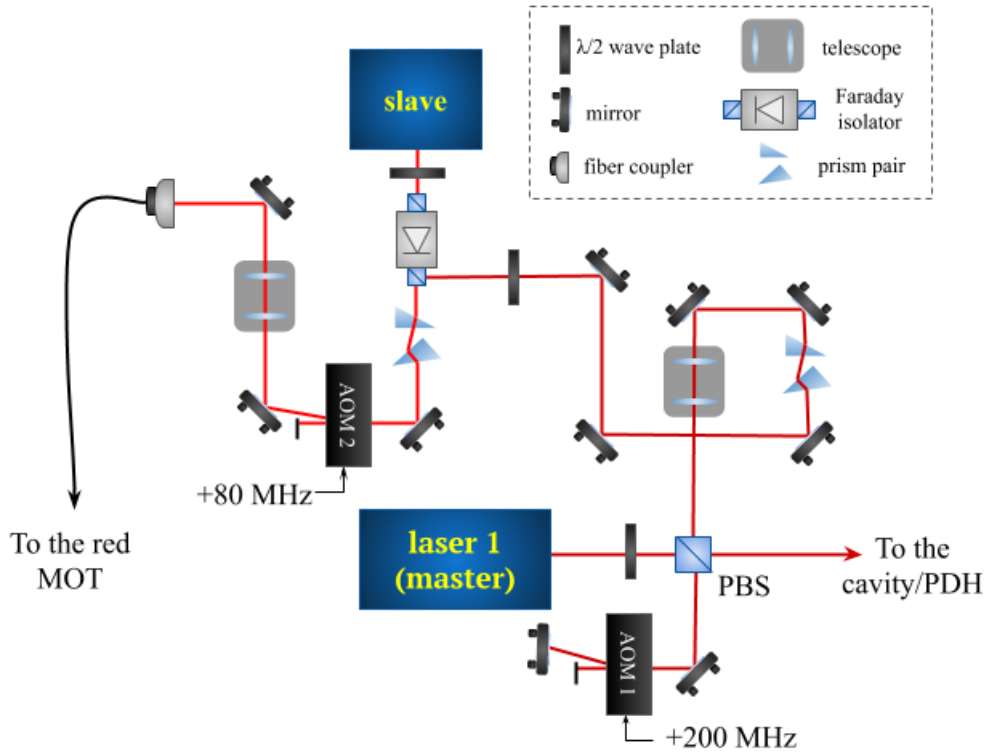 λ/2 wave plate
telescope
mirror
Faraday
isolator
fiber coupler
prism pair
slave
AOM 2
+80 MHz
To the red
MOT
laser 1
(master)
PBS
To the
cavity/PDH
AOM 1
+200 MHz